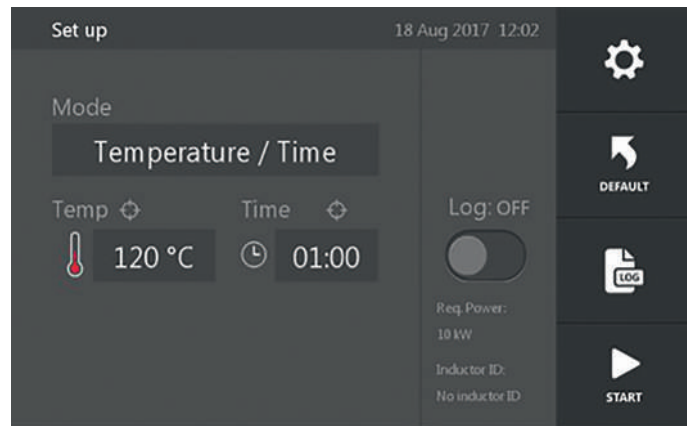 Set up
18 Aug 2017 12:02
Mode
Temperature / Time
Temp
Time
120 °C
01:00
Log: OFF
Req. Power:
10 kW
Inductor ID:
No inductor ID
DEFAULT
LOG
START